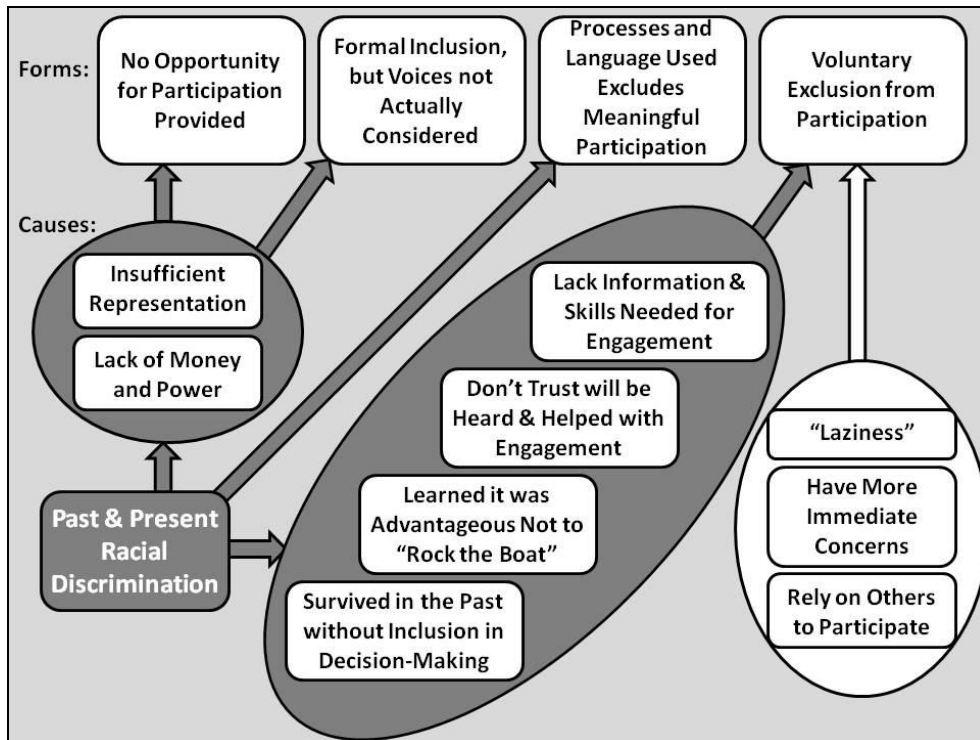 Forms:
No Opportunity
for Participation
Provided
Formal Inclusion,
but Voices not
Actually
Considered
Processes and
Language Used
Excludes
Meaningful
Participation
Voluntary
Exclusion from
Participation
Causes:
Insufficient
Representation
Lack of Money
and Power
Past & Present
Racial
Discrimination
Lack Information &
Skills Needed for
Engagement
Don’t Trust will be
Heard & Helped with
Engagement
Learned it was
Advantageous Not to
“Rock the Boat”
Survived in the Past
without Inclusion in
Decision-Making
“Laziness”
Have More
Immediate
Concerns
Rely on Others
to Participate